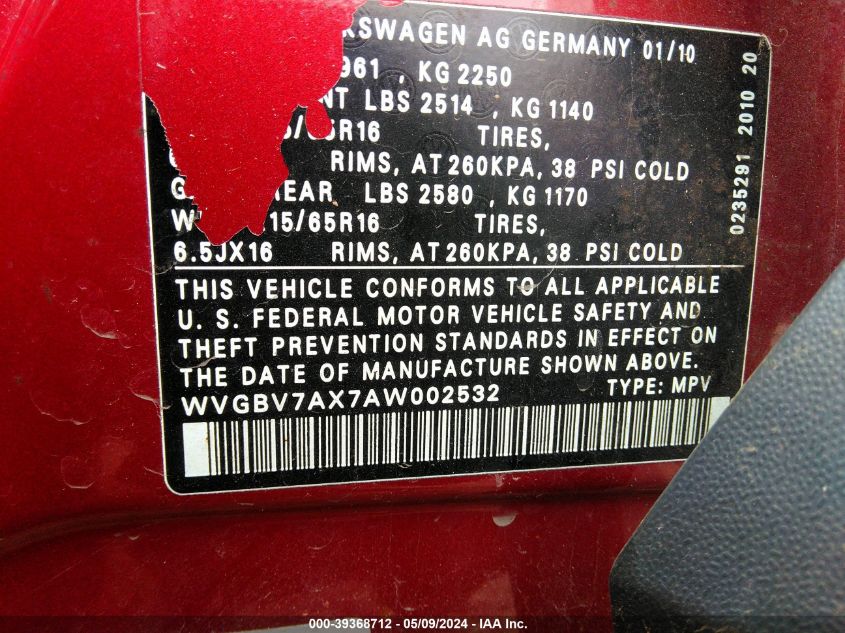 KSWAGEN AG GERMANY 01/10
961 , KG 2250
NT LBS 2514 , KG 1140
5R16 TIRES,
RIMS, AT 260KPA, 38 PSI COLD
G EAR LBS 2580 , KG 1170
W 15/65R16 TIRES,
6.5JX16 RIMS, AT 260KPA, 38 PSI COLD
THIS VEHICLE CONFORMS TO ALL APPLICABLE
U. S. FEDERAL MOTOR VEHICLE SAFETY AND
THEFT PREVENTION STANDARDS IN EFFECT ON
THE DATE OF MANUFACTURE SHOWN ABOVE.
WVGBV7AX7AW002532 TYPE: MPV
0235291 2010 20
000-39368712 - 05/09/2024 - IAA Inc.